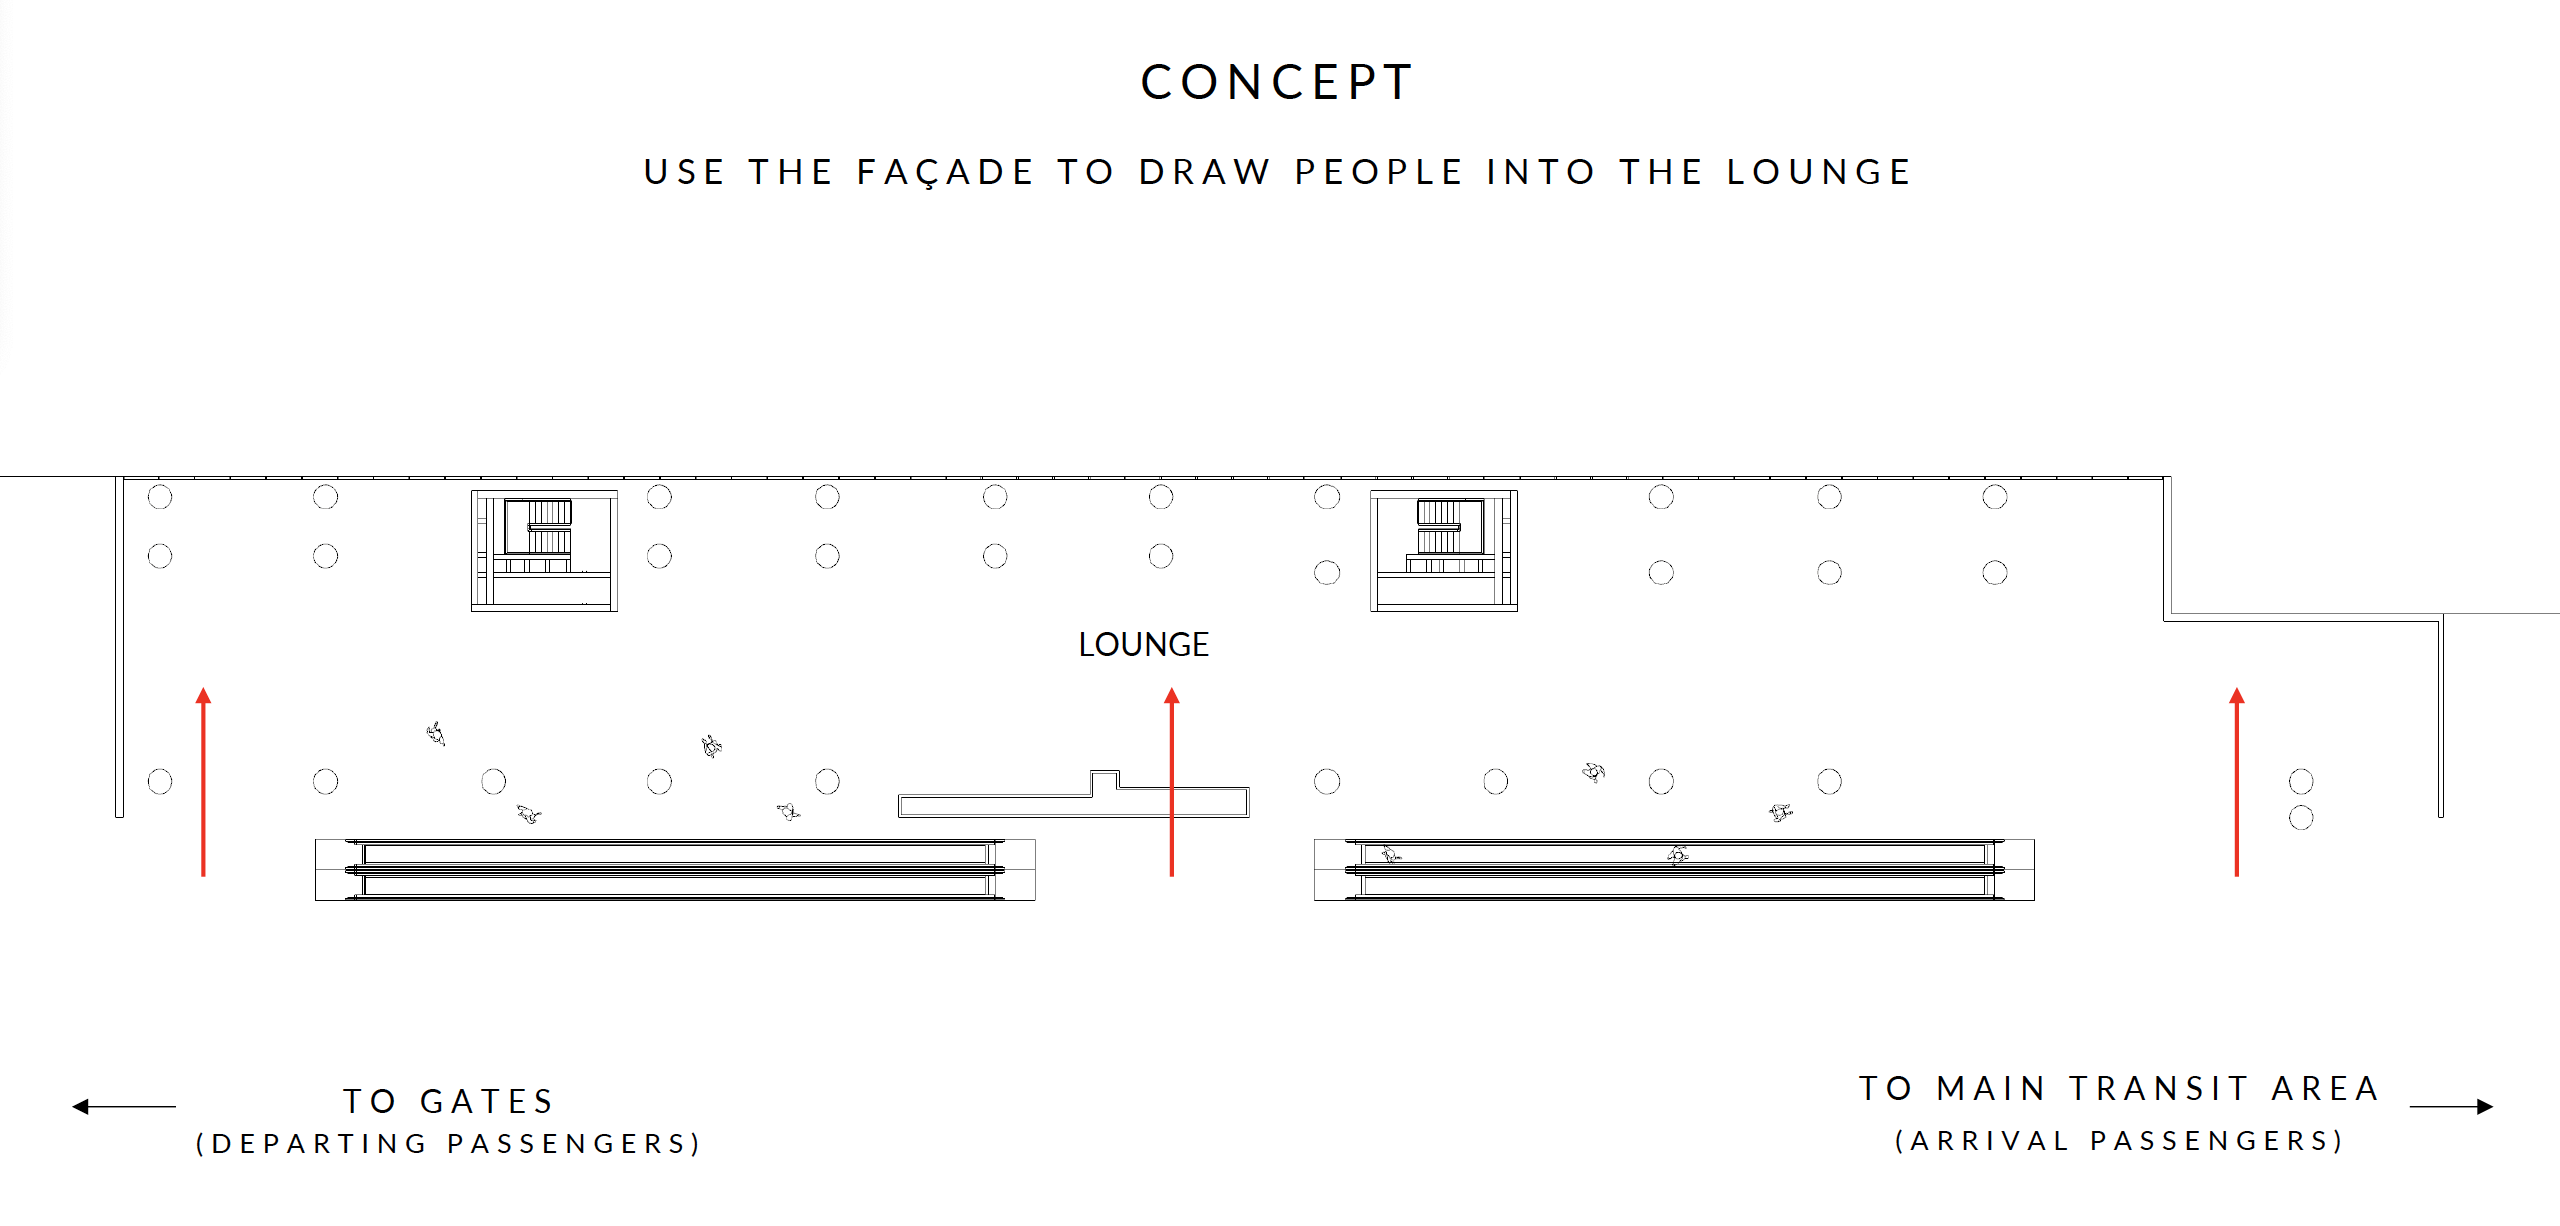 CONCEPT
USE THE FAÇADE TO DRAW PEOPLE INTO THE LOUNGE
LOUNGE
TO GATES
(DEPARTING PASSENGERS)
TO MAIN TRANSIT AREA
(ARRIVAL PASSENGERS)